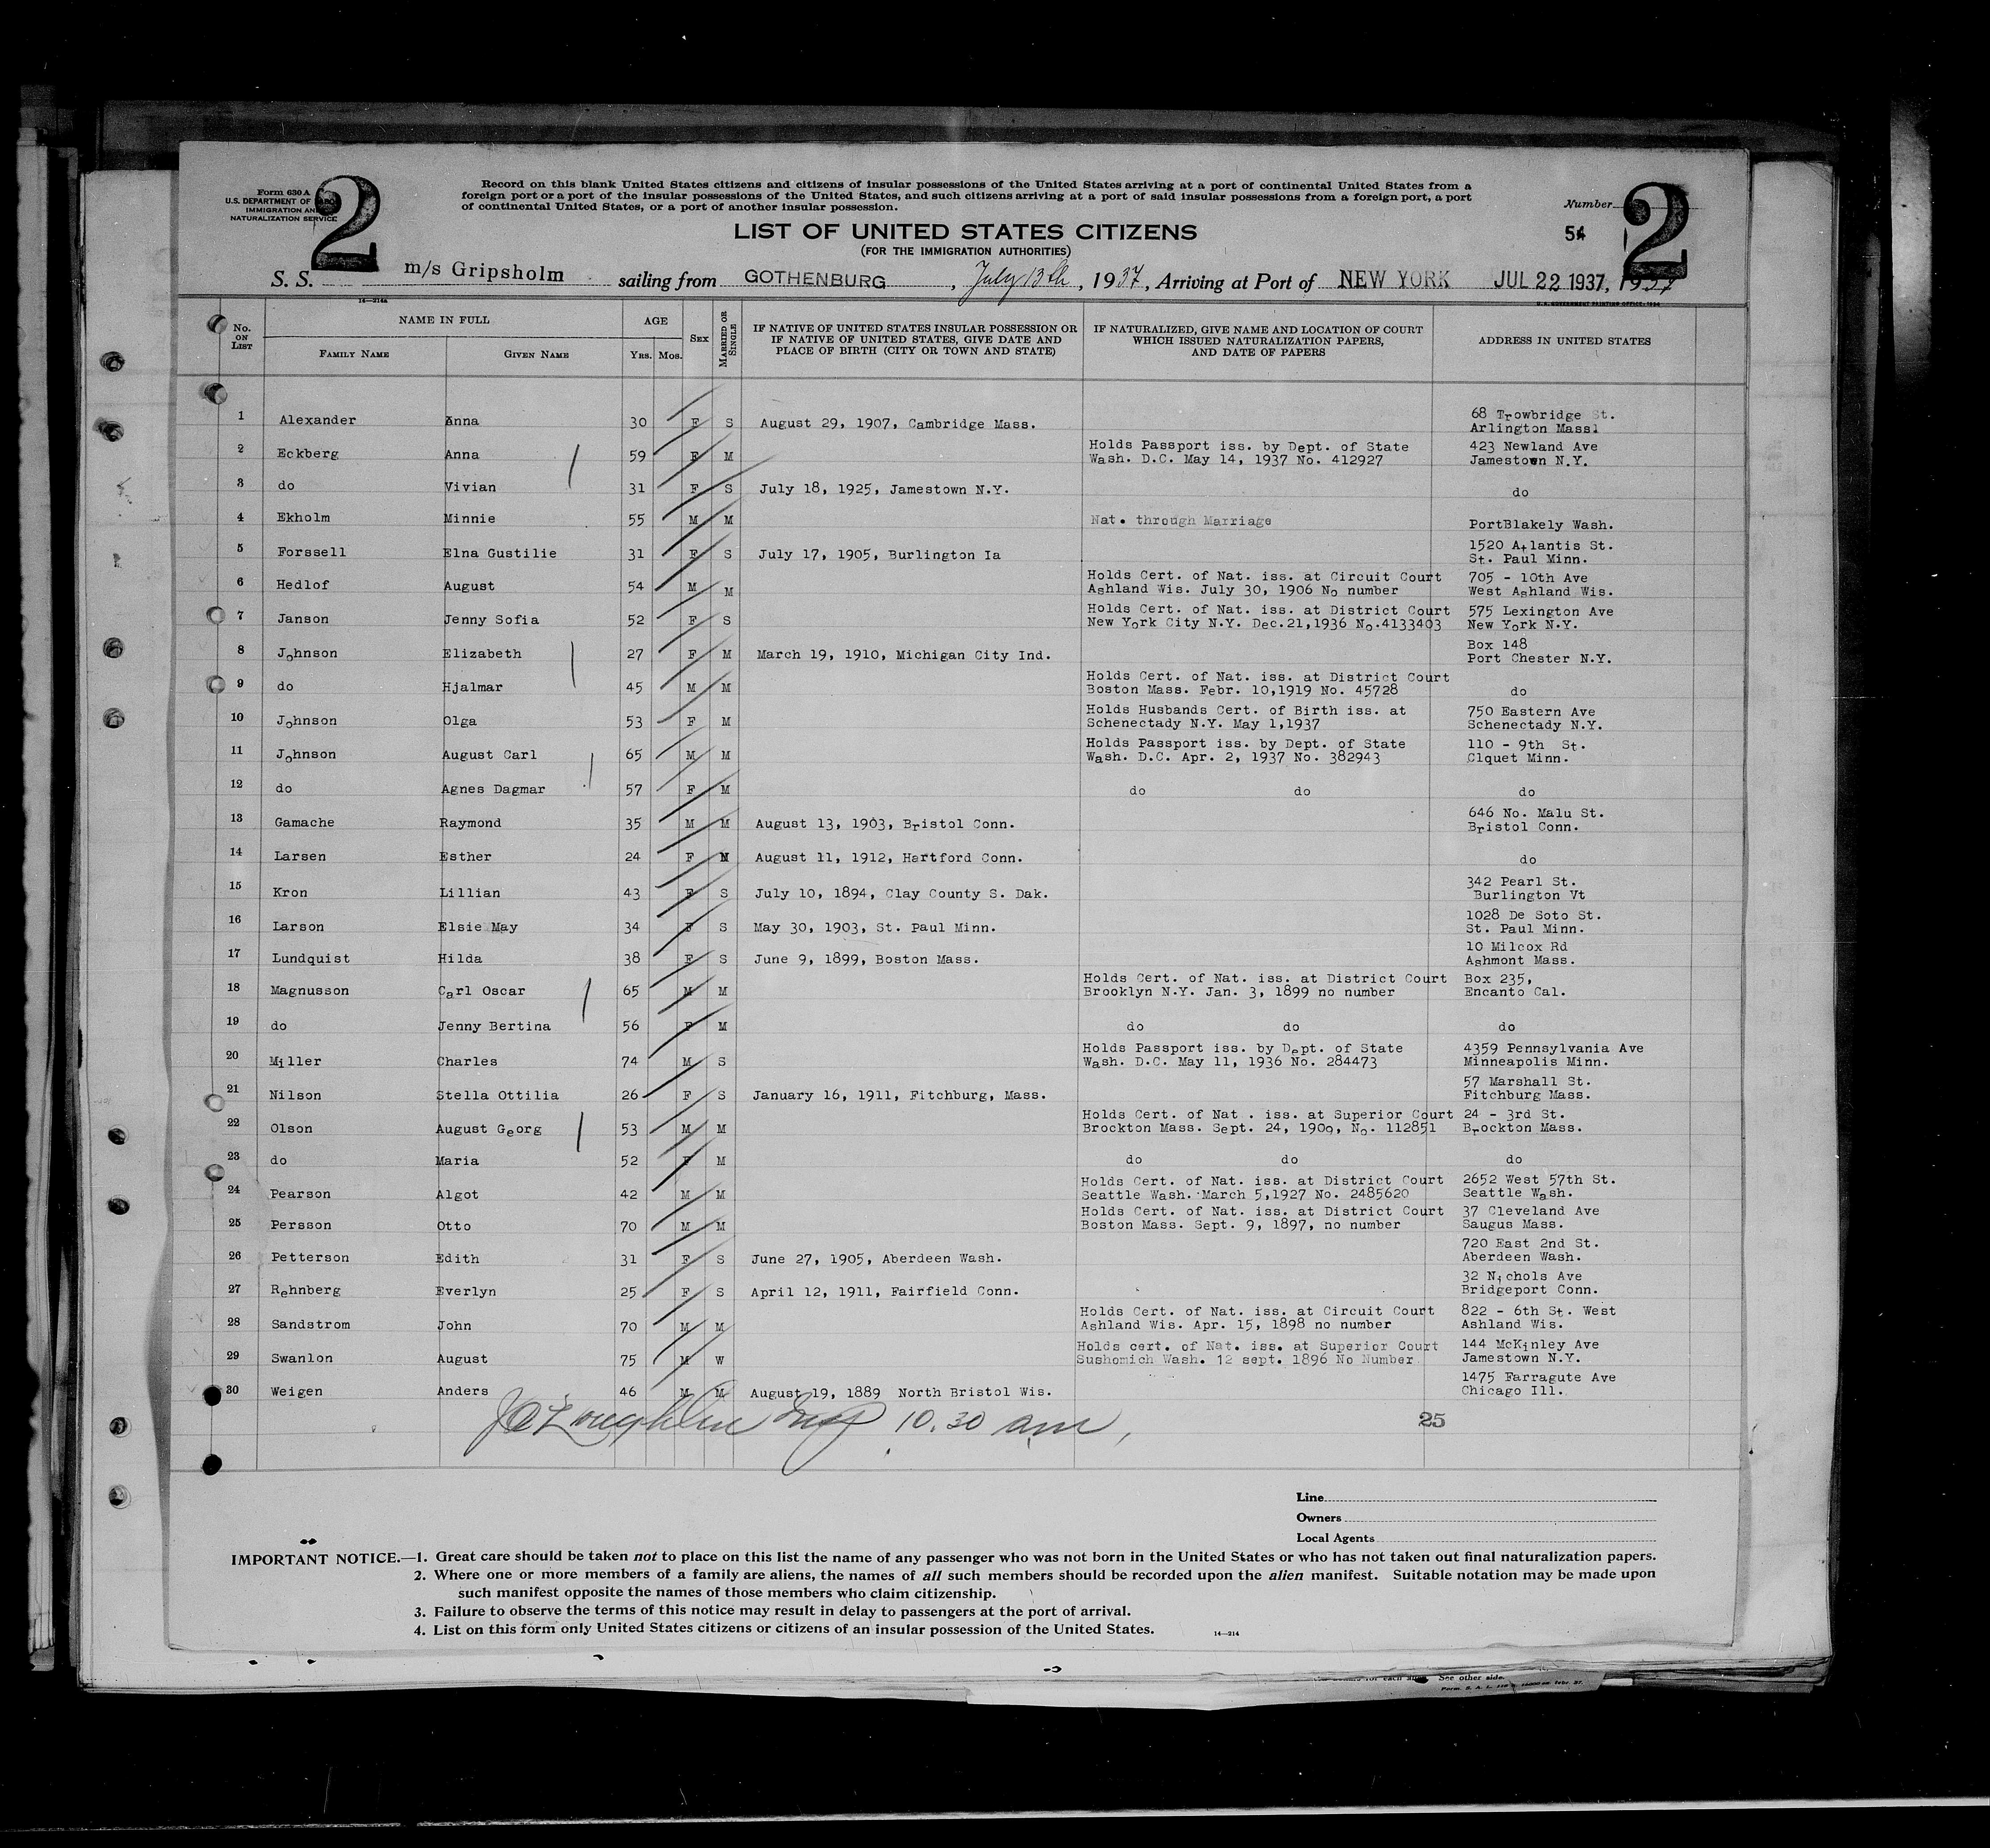 Form 630 A
U.S. DEPARTMENT OF
IMMIGRATION AND
NATURALIZATION SERVICE
2
Record on this blank United States citizens and citizens of insular possessions of the United States arriving at a port of continental United States from a
foreign port or a port of the insular possessions of the United States, and such citizens arriving at a port of said insular possessions from a foreign port, a port
of continental United States, or a port of another insular possession.
Number
54
2
LIST OF UNITED STATES CITIZENS
(FOR THE IMMIGRATION AUTHORITIES)
S. S. m/s Gripsholm sailing from GOTHENBURG, July 13th, 1937, Arriving at Port of NEW YORK JUL 22 1937, 1937
14—214A
U.S. GOVERNMENT PRINTING OFFICE: 1934
No. ON LIST
NAME IN FULL
FAMILY NAME GIVEN NAME
AGE
YRS. MOS.
SEX
MARRIED OR SINGLE
IF NATIVE OF UNITED STATES INSULAR POSSESSION OR
IF NATIVE OF UNITED STATES, GIVE DATE AND
PLACE OF BIRTH (CITY OR TOWN AND STATE)
IF NATURALIZED, GIVE NAME AND LOCATION OF COURT
WHICH ISSUED NATURALIZATION PAPERS,
AND DATE OF PAPERS
ADDRESS IN UNITED STATES
1 Alexander Anna 30 F S August 29, 1907, Cambridge Mass. 68 Trowbridge St.
Arlington Massl
2 Eckberg Anna 59 F M Holds Passport iss. by Dept. of State 423 Newland Ave
Wash. D.C. May 14, 1937 No. 412927 Jamestown N.Y.
3 do Vivian 31 F S July 18, 1925, Jamestown N.Y. do
4 Ekholm Minnie 55 M M Nat. through Marriage PortBlakely Wash.
5 Forssell Elna Gustilie 31 F S July 17, 1905, Burlington Ia 1520 Atlantis St.
St. Paul Minn.
6 Hedlof August 54 M M Holds Cert. of Nat. iss. at Circuit Court 705 - 10th Ave
Ashland Wis. July 30, 1906 No number West Ashland Wis.
7 Janson Jenny Sofia 52 F S Holds Cert. of Nat. iss. at District Court 575 Lexington Ave
New York City N.Y. Dec.21,1936 No.4133403 New York N.Y.
8 Johnson Elizabeth 27 F M March 19, 1910, Michigan City Ind. Box 148
Port Chester N.Y.
9 do Hjalmar 45 M M Holds Cert. of Nat. iss. at District Court
Boston Mass. Febr. 10,1919 No. 45728 do
10 Johnson Olga 53 F M Holds Husbands Cert. of Birth iss. at 750 Eastern Ave
Schenectady N.Y. May 1,1937 Schenectady N.Y.
11 Johnson August Carl 65 M M Holds Passport iss. by Dept. of State 110 - 9th St.
Wash. D.C. Apr. 2, 1937 No. 382943 Clquet Minn.
12 do Agnes Dagmar 57 F M do do do
13 Gamache Raymond 35 M M August 13, 1903, Bristol Conn. 646 No. Malu St.
Bristol Conn.
14 Larsen Esther 24 F M August 11, 1912, Hartford Conn. do
15 Kron Lillian 43 F S July 10, 1894, Clay County S. Dak. 342 Pearl St.
Burlington Vt
16 Larson Elsie May 34 F S May 30, 1903, St. Paul Minn. 1028 De Soto St.
St. Paul Minn.
17 Lundquist Hilda 38 F S June 9, 1899, Boston Mass. 10 Milcox Rd
Ashmont Mass.
18 Magnusson Carl Oscar 65 M M Holds Cert. of Nat. iss. at District Court Box 235,
Brooklyn N.Y. Jan. 3, 1899 no number Encanto Cal.
19 do Jenny Bertina 56 F M do do do
20 Miller Charles 74 M S Holds Passport iss. by Dept. of State 4359 Pennsylvania Ave
Wash. D.C. May 11, 1936 No. 284473 Minneapolis Minn.
21 Nilson Stella Ottilia 26 F S January 16, 1911, Fitchburg, Mass. 57 Marshall St.
Fitchburg Mass.
22 Olson August Georg 53 M M Holds Cert. of Nat . iss. at Superior Court 24 - 3rd St.
Brockton Mass. Sept. 24, 1909, No. 112851 Brockton Mass.
23 do Maria 52 F M do do do
24 Pearson Algot 42 M M Holds Cert. of Nat. iss. at District Court 2652 West 57th St.
Seattle Wash. March 5,1927 No. 2485620 Seattle Wash.
25 Persson Otto 70 M M Holds Cert. of Nat. iss. at District Court 37 Cleveland Ave
Boston Mass. Sept. 9, 1897, no number Saugus Mass.
26 Petterson Edith 31 F S June 27, 1905, Aberdeen Wash. 720 East 2nd St.
Aberdeen Wash.
27 Rehnberg Everlyn 25 F S April 12, 1911, Fairfield Conn. 32 Nichols Ave
Bridgeport Conn.
28 Sandstrom John 70 M M Holds Cert. of Nat. iss. at Circuit Court 822 - 6th St. West
Ashland Wis. Apr. 15, 1898 no number Ashland Wis.
29 Swanlon August 75 M W Holds cert. of Nat. iss. at Superior Court 144 McKinley Ave
Sushomich Wash. 12 sept. 1896 No Number Jamestown N.Y.
30 Weigen Anders 46 M M August 19, 1889 North Bristol Wis. 1475 Farragute Ave
Chicago Ill.
10.30 am,
25
Line
Owners
Local Agents
IMPORTANT NOTICE.—1. Great care should be taken not to place on this list the name of any passenger who was not born in the United States or who has not taken out final naturalization papers.
2. Where one or more members of a family are aliens, the names of all such members should be recorded upon the alien manifest. Suitable notation may be made upon
such manifest opposite the names of those members who claim citizenship.
3. Failure to observe the terms of this notice may result in delay to passengers at the port of arrival.
4. List on this form only United States citizens or citizens of an insular possession of the United States.
14—214
See other side.